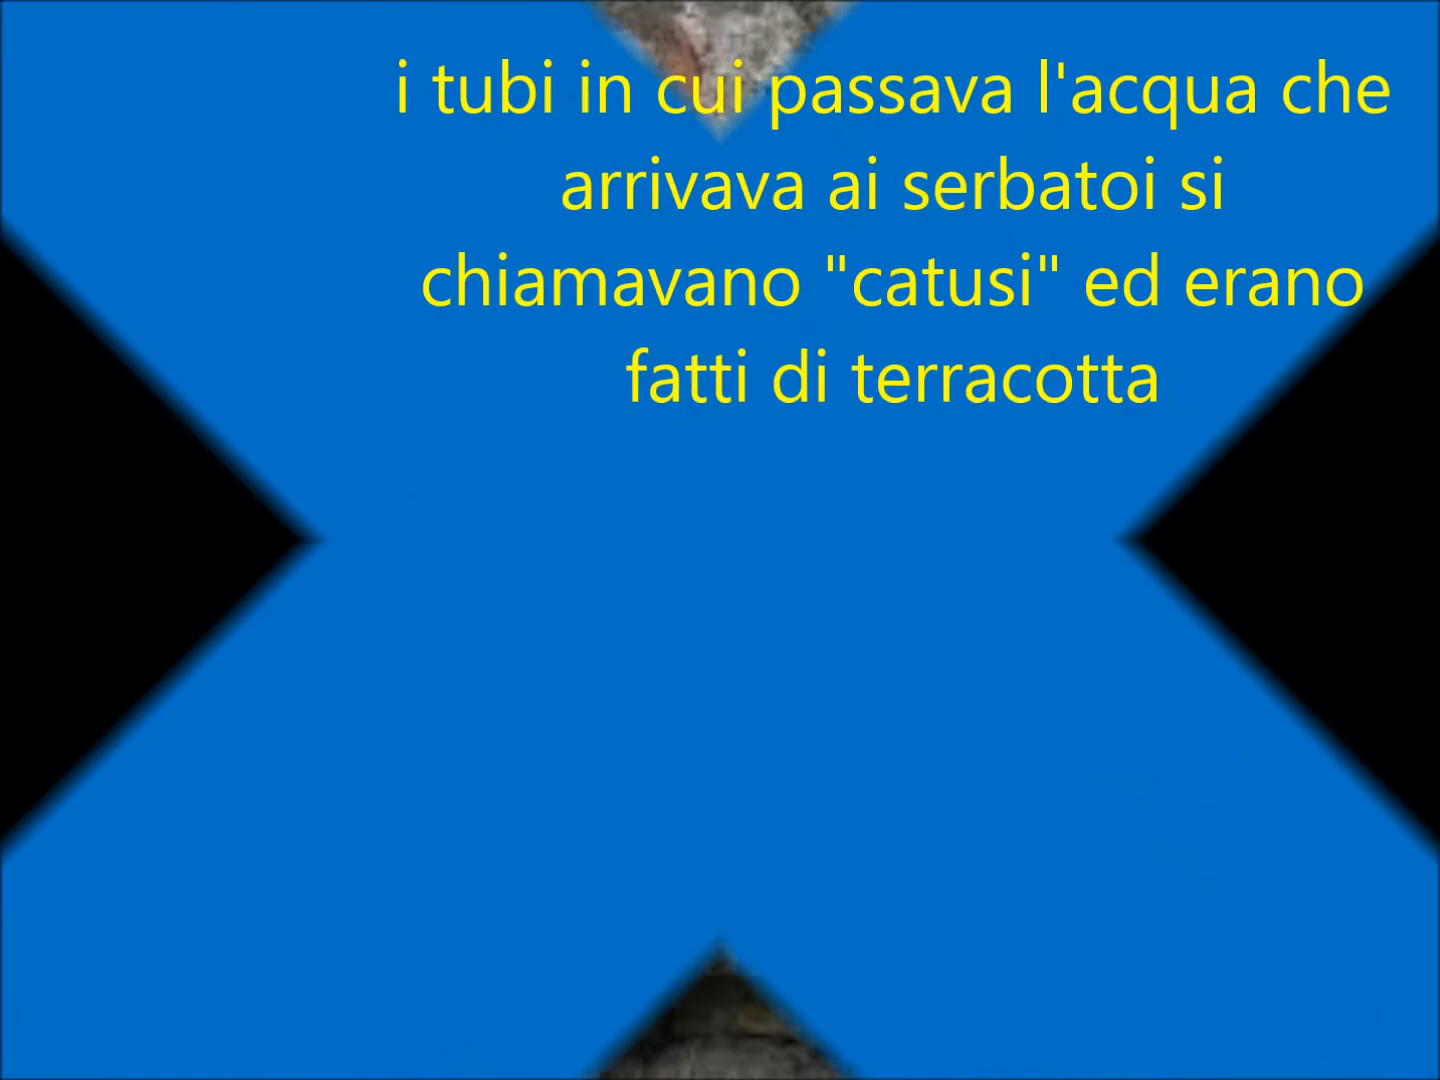 i tubi in cui passava l'acqua che
arrivava ai serbatoi si
chiamavano "catusi" ed erano
fatti di terracotta